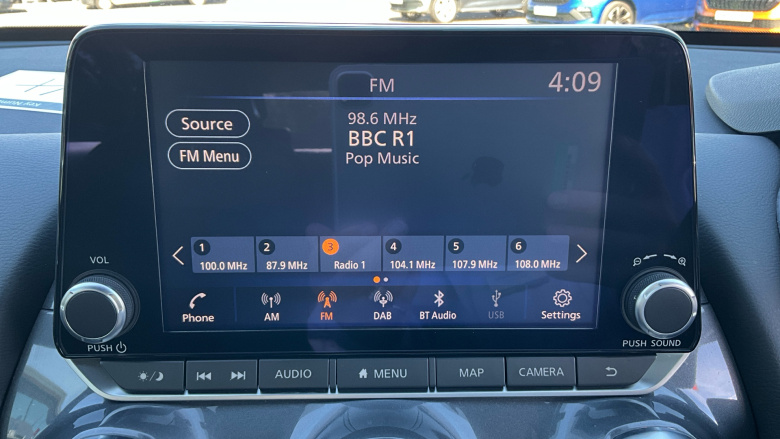 FM
4:09
Source
98.6 MHz
BBC R1
FM Menu
Pop Music
1
100.0 MHz
2
87.9 MHz
3
Radio 1
4
104.1 MHz
5
107.9 MHz
6
108.0 MHz
VOL
Phone
AM
FM
DAB
BT Audio
USB
Settings
PUSH
PUSH SOUND
AUDIO
MENU
MAP
CAMERA